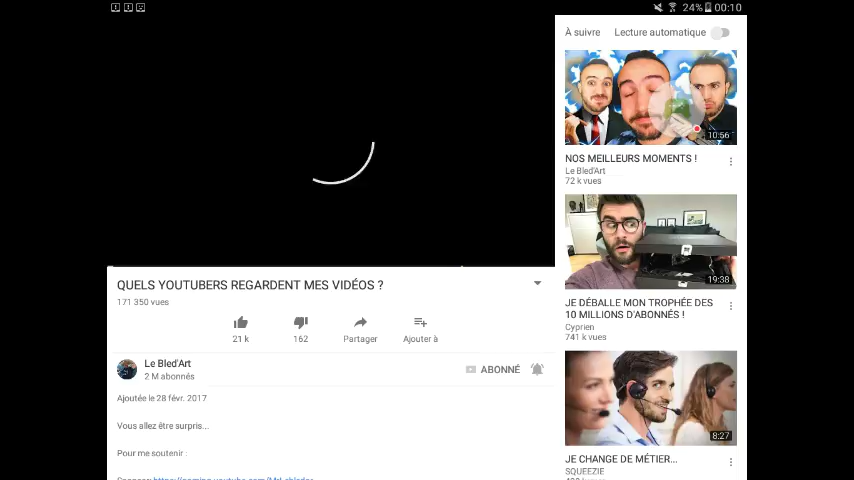 24% 00:10
À suivre
Lecture automatique
10:56
NOS MEILLEURS MOMENTS !
Le Bled'Art
72 k vues
19:38
JE DÉBALLE MON TROPHÉE DES
10 MILLIONS D'ABONNÉS !
Cyprien
741 k vues
8:27
JE CHANGE DE MÉTIER...
SQUEEZIE
QUELS YOUTUBERS REGARDENT MES VIDÉOS ?
171 350 vues
21 k
162
Partager
Ajouter à
Le Bled'Art
2 M abonnés
ABONNÉ
Ajoutée le 28 févr. 2017
Vous allez être surpris...
Pour me soutenir :